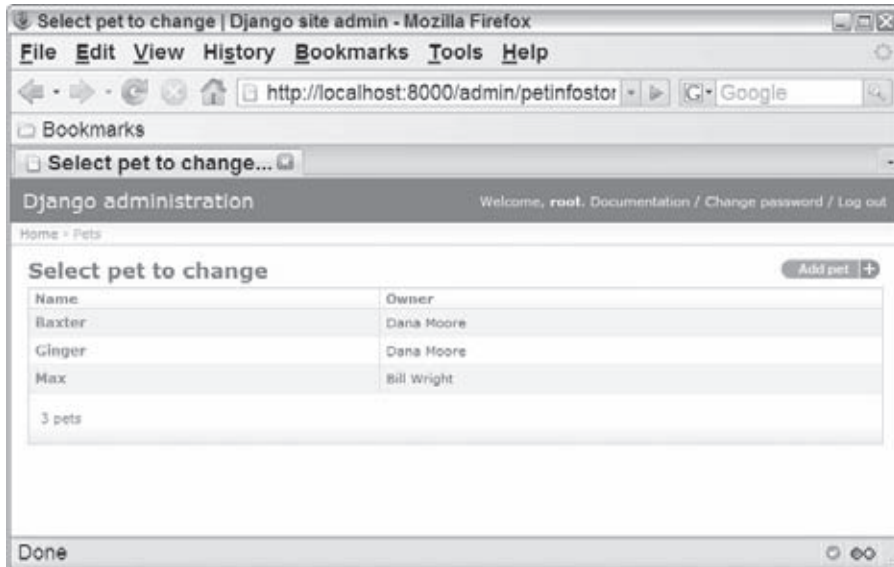 Select pet to change | Django site admin - Mozilla Firefox
File Edit View History Bookmarks Tools Help
http://localhost:8000/admin/petinfostor G Google
Bookmarks
Select pet to change...
Django administration Welcome, root. Documentation / Change password / Log out
Home > Pets
Select pet to change Add pet +
Name Owner
Baxter Dana Moore
Ginger Dana Moore
Max Bill Wright
3 pets
Done